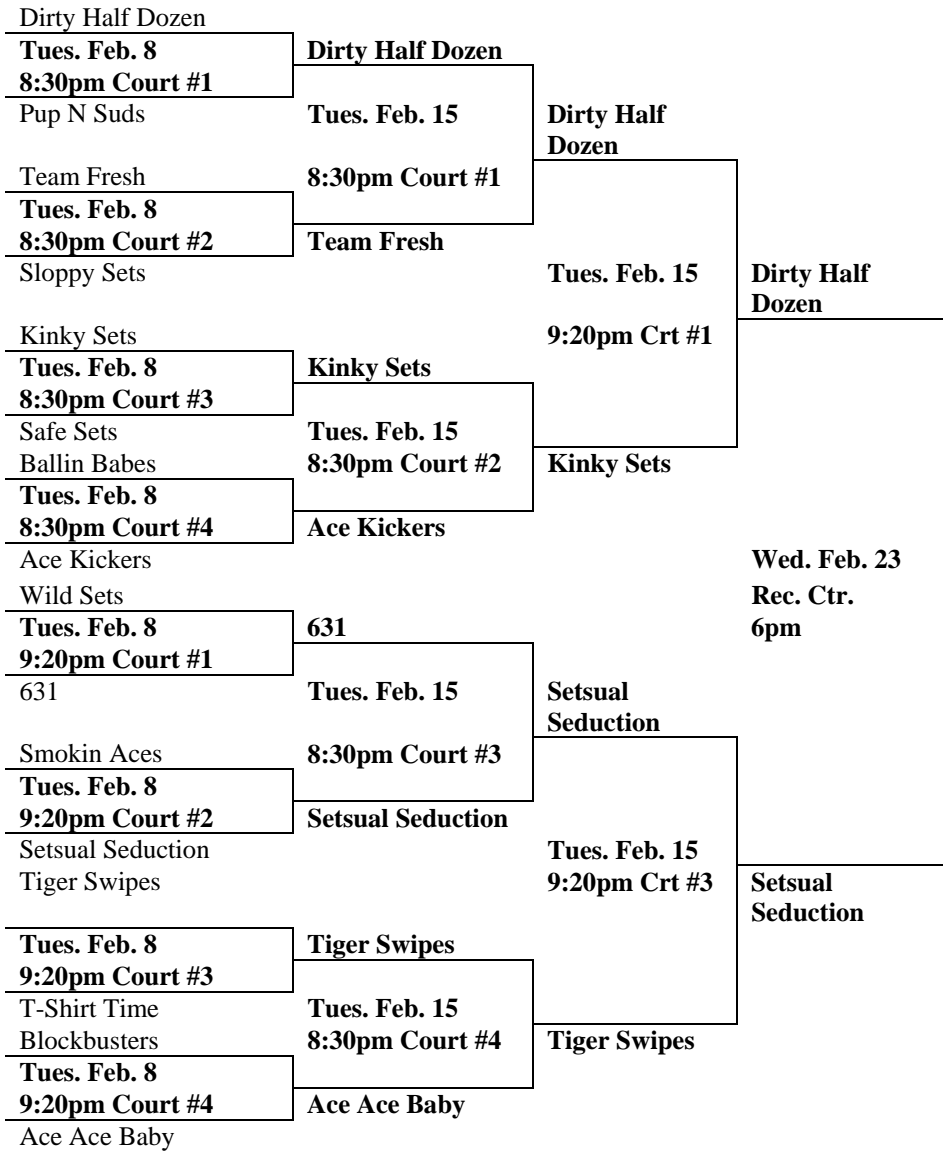 Dirty Half Dozen
Tues. Feb. 8
8:30pm Court #1
Dirty Half Dozen
Pup N Suds
Tues. Feb. 15
Dirty Half
Dozen
Team Fresh
8:30pm Court #1
Tues. Feb. 8
8:30pm Court #2
Team Fresh
Sloppy Sets
Tues. Feb. 15
Dirty Half
Dozen
Kinky Sets
9:20pm Crt #1
Tues. Feb. 8
8:30pm Court #3
Kinky Sets
Safe Sets
Tues. Feb. 15
Ballin Babes
8:30pm Court #2
Kinky Sets
Tues. Feb. 8
8:30pm Court #4
Ace Kickers
Ace Kickers
Wed. Feb. 23
Wild Sets
Rec. Ctr.
6pm
Tues. Feb. 8
9:20pm Court #1
631
631
Tues. Feb. 15
Setsual
Seduction
Smokin Aces
8:30pm Court #3
Tues. Feb. 8
9:20pm Court #2
Setsual Seduction
Setsual Seduction
Tues. Feb. 15
Tiger Swipes
9:20pm Crt #3
Setsual
Seduction
Tues. Feb. 8
9:20pm Court #3
Tiger Swipes
T-Shirt Time
Tues. Feb. 15
Blockbusters
8:30pm Court #4
Tiger Swipes
Tues. Feb. 8
9:20pm Court #4
Ace Ace Baby
Ace Ace Baby